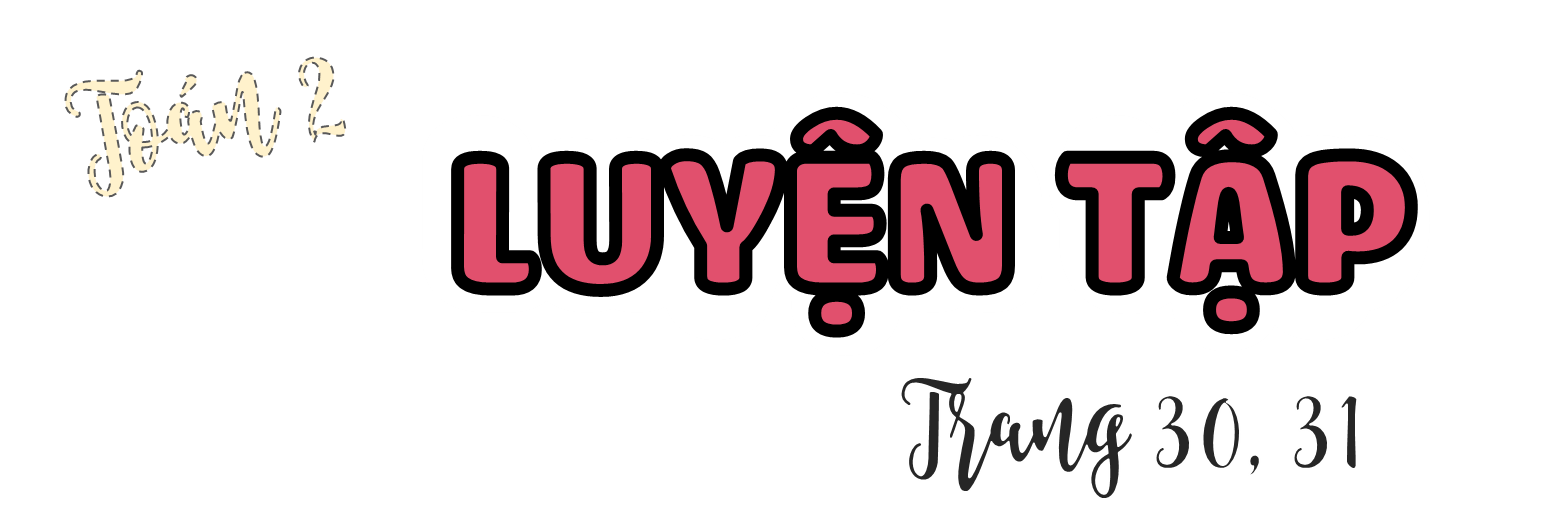 Toán 2
LUYỆN TẬP
Trang 30, 31